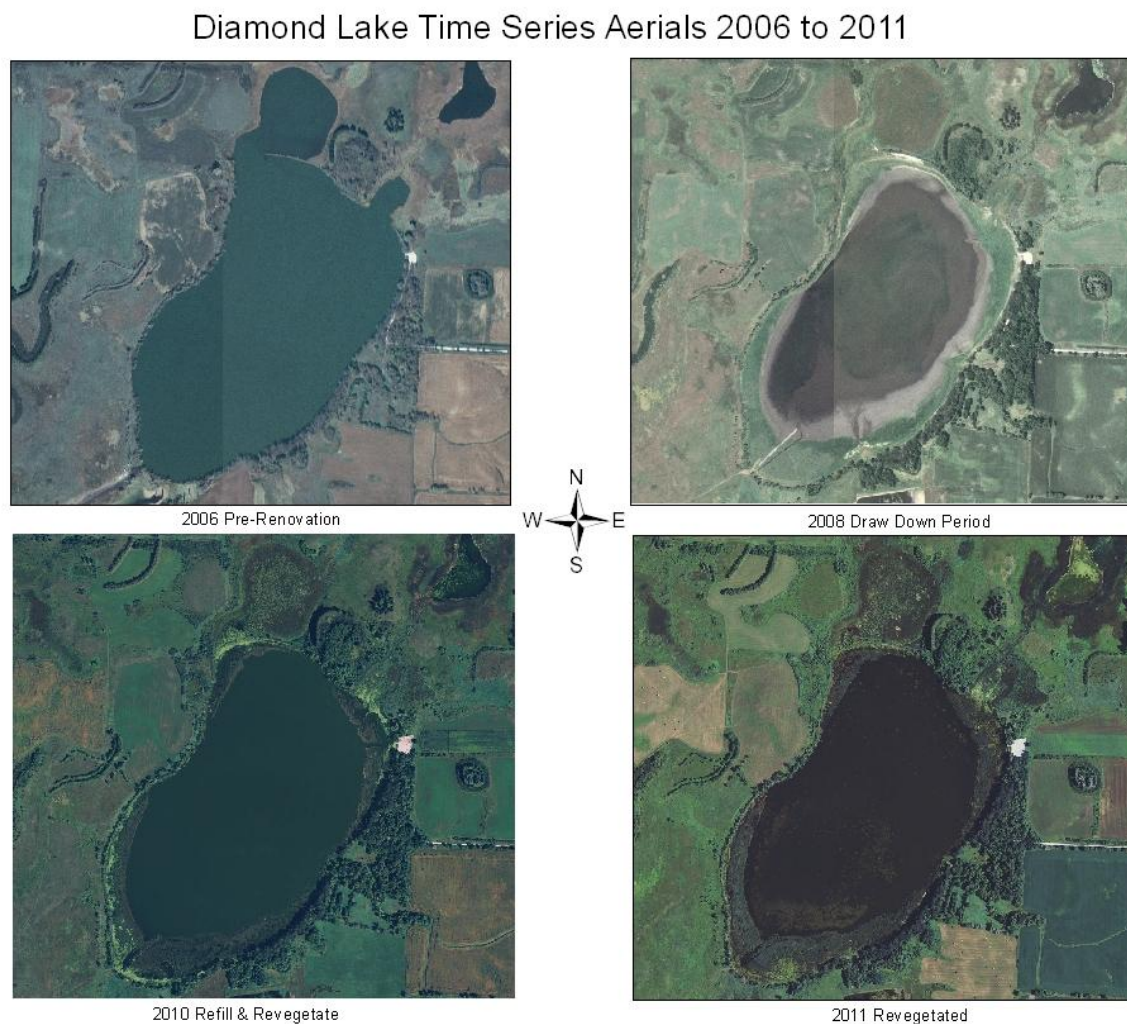 Diamond Lake Time Series Aerials 2006 to 2011
2006 Pre-Renovation
N
W E
S
2008 Draw Down Period
2010 Refill & Revegetate
2011 Revegetated